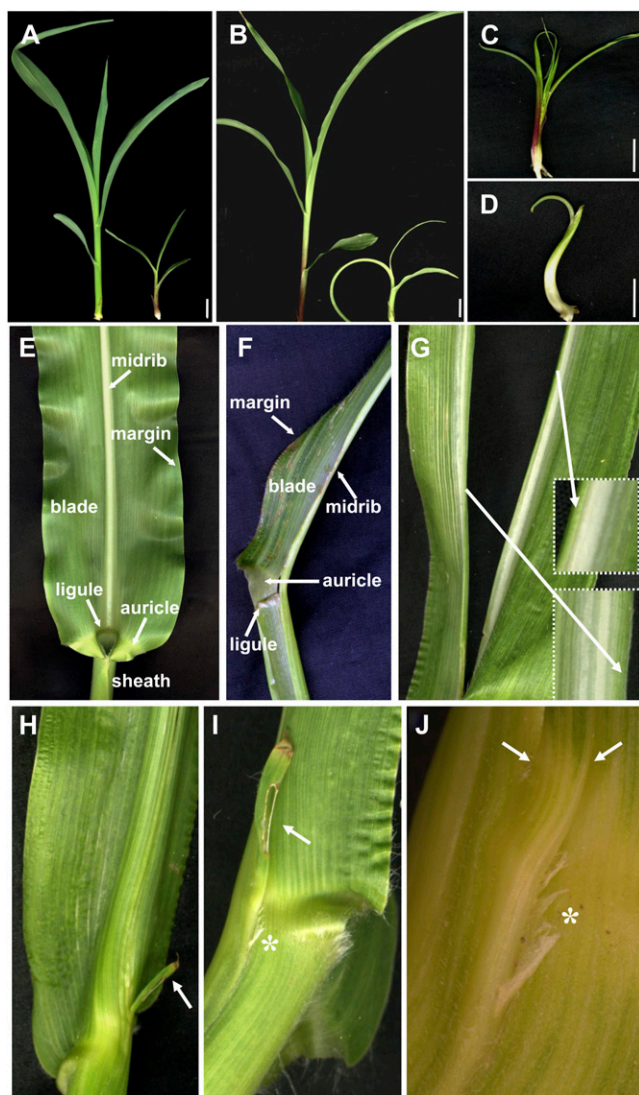 A
B
C
D
E
midrib
margin
blade
ligule
auricle
sheath
F
margin
blade
midrib
auricle
ligule
G
H
I
*
J
*